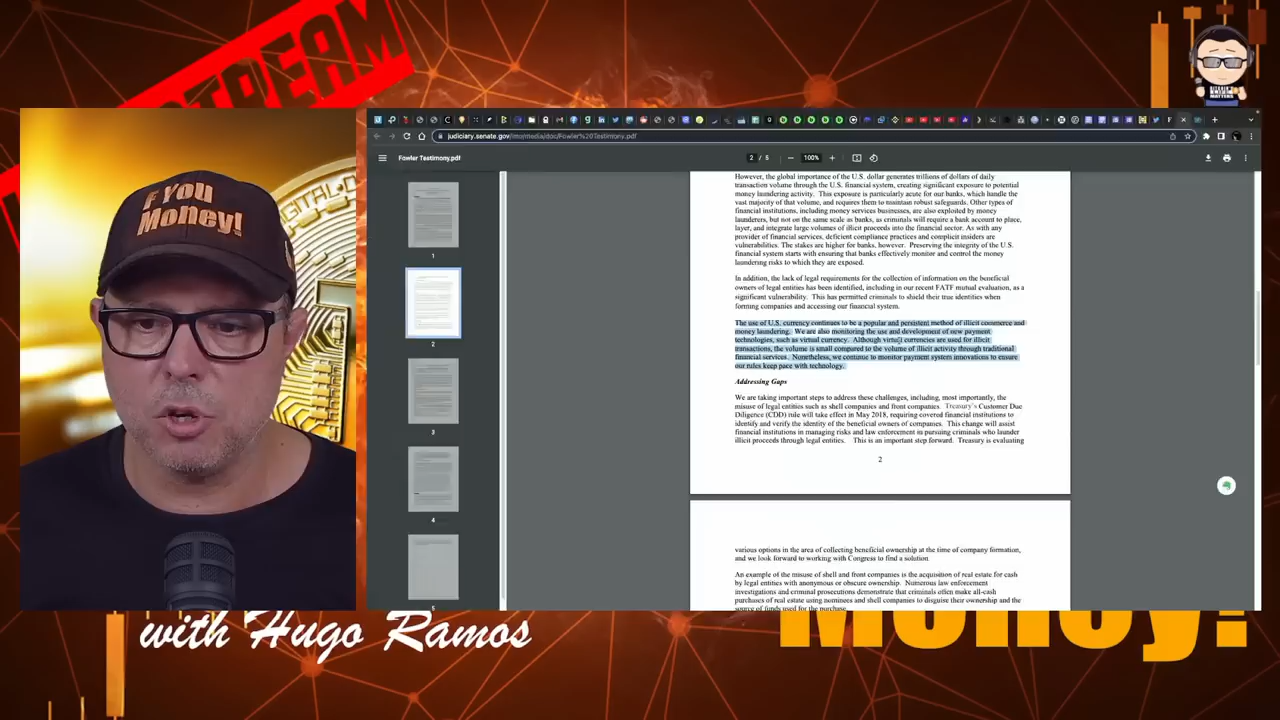 STREAM
BITCOIN
MATTERS
judiciary.senate.gov/imo/media/doc/Fowler%20Testimony.pdf
Fowler Testimony.pdf
2 / 5
100%
f You
Money!
1
2
3
4
5
However, the global importance of the U.S. dollar generates trillions of dollars of daily
transaction volume through the U.S. financial system, creating significant exposure to potential
money laundering activity. This exposure is particularly acute for our banks, which handle the
vast majority of that volume, and requires them to maintain robust safeguards. Other types of
financial institutions, including money services businesses, are also exploited by money
launderers, but not on the same scale as banks, as criminals will require a bank account to place,
layer, and integrate large volumes of illicit proceeds into the financial sector. As with any
provider of financial services, deficient compliance practices and complicit insiders are
vulnerabilities. The stakes are higher for banks, however. Preserving the integrity of the U.S.
financial system starts with ensuring that banks effectively monitor and control the money
laundering risks to which they are exposed.
In addition, the lack of legal requirements for the collection of information on the beneficial
owners of legal entities has been identified, including in our recent FATF mutual evaluation, as a
significant vulnerability. This has permitted criminals to shield their true identities when
forming companies and accessing our financial system.
The use of U.S. currency continues to be a popular and persistent method of illicit commerce and
money laundering. We are also monitoring the use and development of new payment
technologies, such as virtual currency. Although virtual currencies are used for illicit
transactions, the volume is small compared to the volume of illicit activity through traditional
financial services. Nonetheless, we continue to monitor payment system innovations to ensure
our rules keep pace with technology.
Addressing Gaps
We are taking important steps to address these challenges, including, most importantly, the
misuse of legal entities such as shell companies and front companies. Treasury's Customer Due
Diligence (CDD) rule will take effect in May 2018, requiring covered financial institutions to
identify and verify the identity of the beneficial owners of companies. This change will assist
financial institutions in managing risks and law enforcement in pursuing criminals who launder
illicit proceeds through legal entities. This is an important step forward. Treasury is evaluating
2
various options in the area of collecting beneficial ownership at the time of company formation,
and we look forward to working with Congress to find a solution.
An example of the misuse of shell and front companies is the acquisition of real estate for cash
by legal entities with anonymous or obscure ownership. Numerous law enforcement
investigations and criminal prosecutions demonstrate that criminals often make all-cash
purchases of real estate using nominees and shell companies to disguise their ownership and the
source of funds used for the purchase.
with Hugo Ramos
Money!